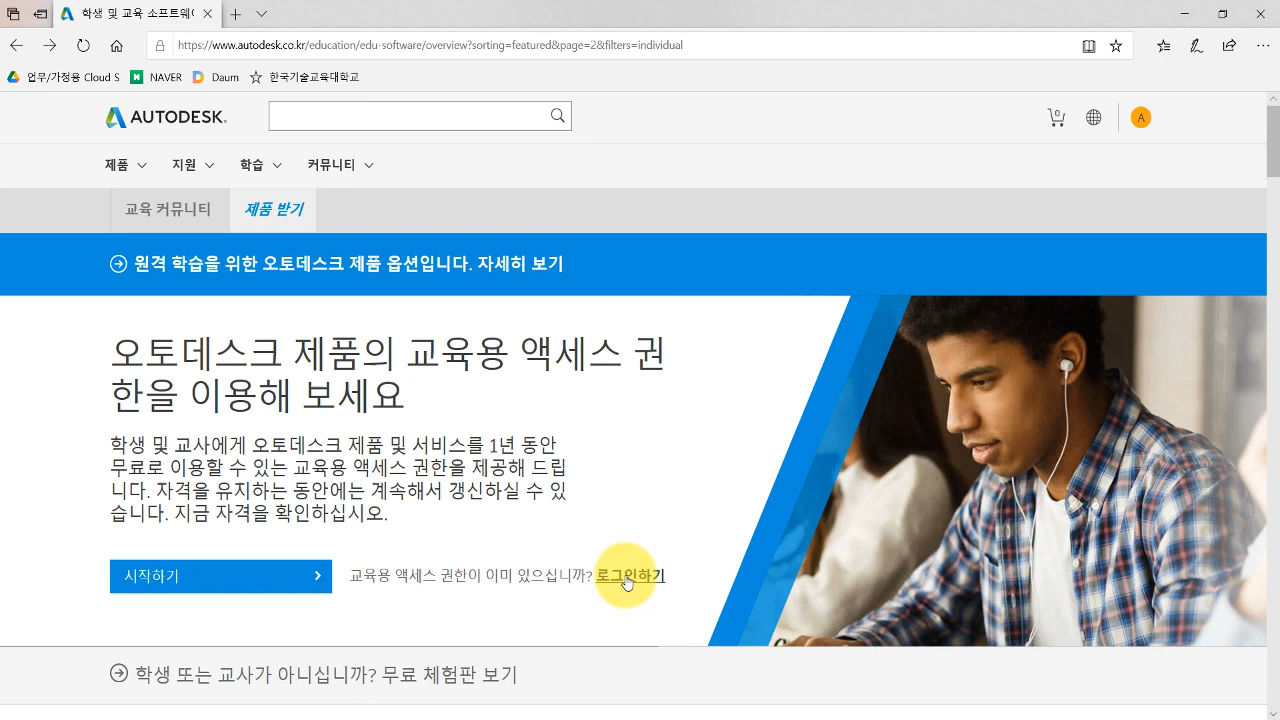 학생 및 교육 소프트웨어
https://www.autodesk.co.kr/education/edu-software/overview?sorting=featured&page=2&filters=individual
업무/가정용 Cloud S NAVER Daum 한국기술교육대학교
AUTODESK. 0 A
제품 지원 학습 커뮤니티
교육 커뮤니티 제품 받기
원격 학습을 위한 오토데스크 제품 옵션입니다. 자세히 보기
오토데스크 제품의 교육용 액세스 권
한을 이용해 보세요
학생 및 교사에게 오토데스크 제품 및 서비스를 1년 동안
무료로 이용할 수 있는 교육용 액세스 권한을 제공해 드립
니다. 자격을 유지하는 동안에는 계속해서 갱신하실 수 있
습니다. 지금 자격을 확인하십시오.
시작하기 교육용 액세스 권한이 이미 있으십니까? 로그인하기
학생 또는 교사가 아니십니까? 무료 체험판 보기